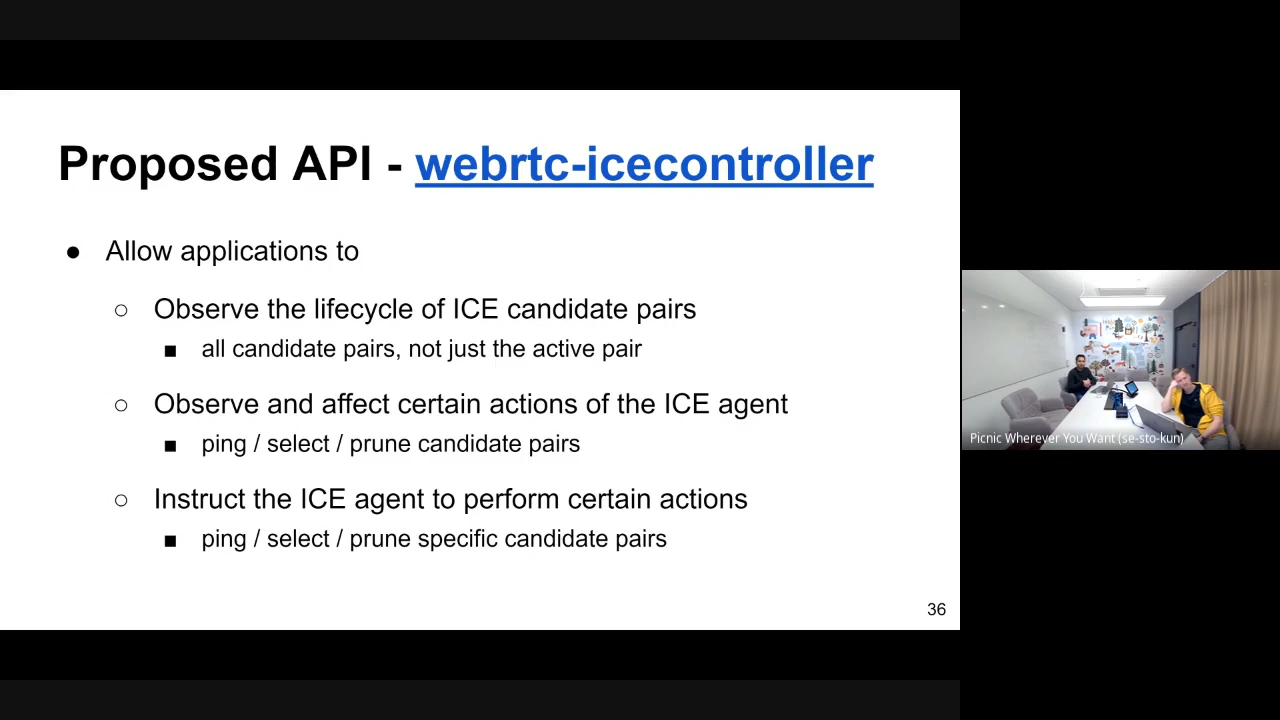 Proposed API - webrtc-icecontroller
● Allow applications to
○ Observe the lifecycle of ICE candidate pairs
■ all candidate pairs, not just the active pair
○ Observe and affect certain actions of the ICE agent
■ ping / select / prune candidate pairs
○ Instruct the ICE agent to perform certain actions
■ ping / select / prune specific candidate pairs
36
Picnic Wherever You Want (se-sto-kun)